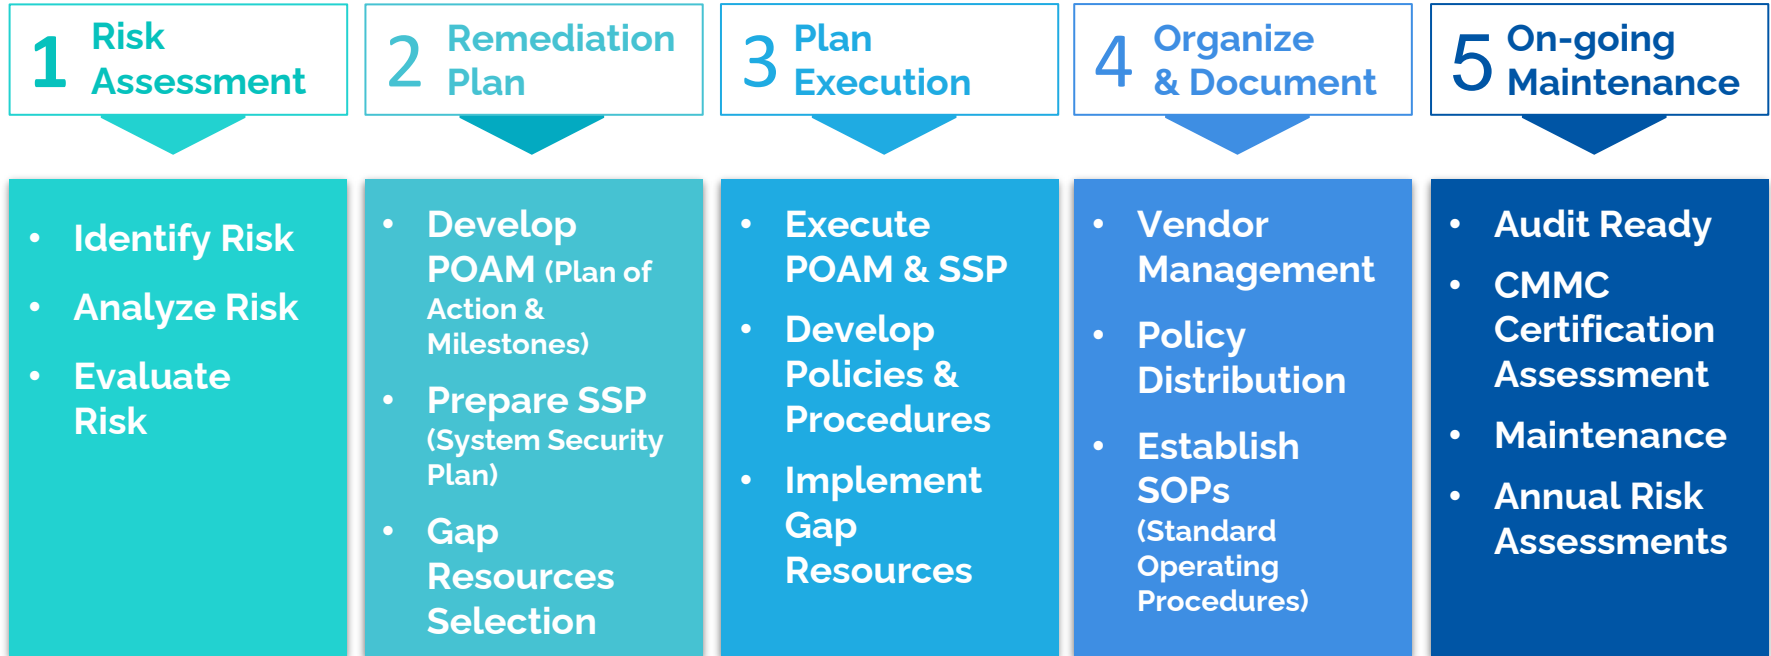 1 Risk
Assessment
2 Remediation
Plan
3 Plan
Execution
4 Organize
& Document
5 On-going
Maintenance
• Identify Risk
• Analyze Risk
• Evaluate
Risk
• Develop
POAM (Plan of
Action &
Milestones)
• Prepare SSP
(System Security
Plan)
• Gap
Resources
Selection
• Execute
POAM & SSP
• Develop
Policies &
Procedures
• Implement
Gap
Resources
• Vendor
Management
• Policy
Distribution
• Establish
SOPs
(Standard
Operating
Procedures)
• Audit Ready
• CMMC
Certification
Assessment
• Maintenance
• Annual Risk
Assessments